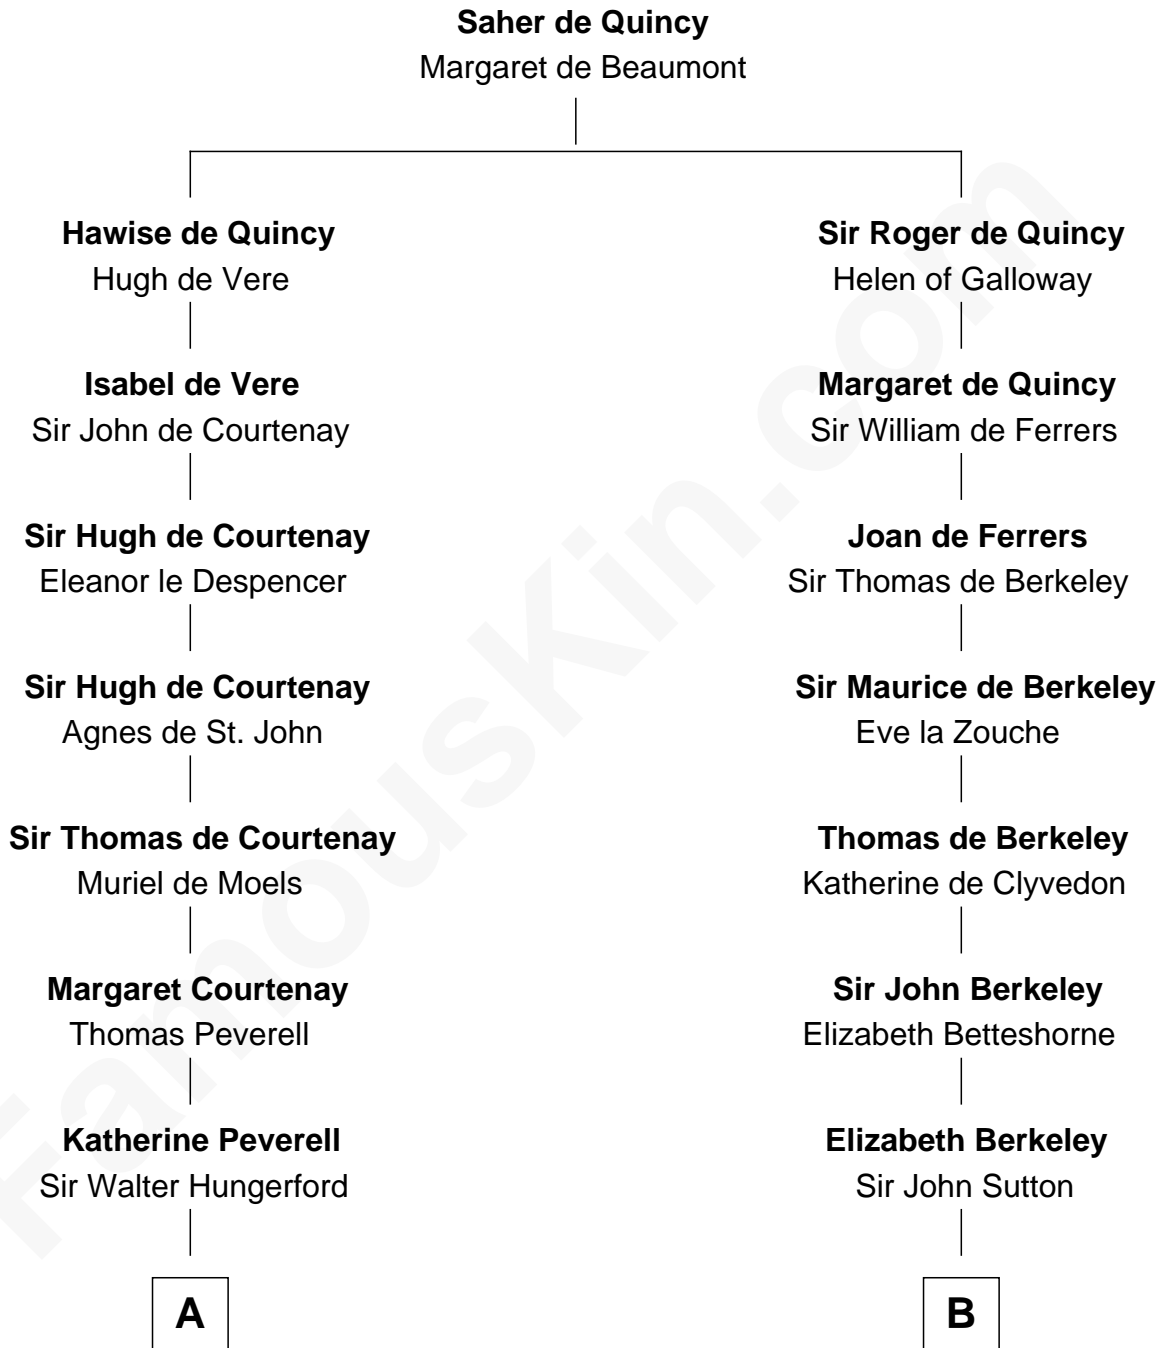 Saher de Quincy
Margaret de Beaumont
Hawise de Quincy
Hugh de Vere
Isabel de Vere
Sir John de Courtenay
Sir Hugh de Courtenay
Eleanor le Despencer
Sir Hugh de Courtenay
Agnes de St. John
Sir Thomas de Courtenay
Muriel de Moels
Margaret Courtenay
Thomas Peverell
Katherine Peverell
Sir Walter Hungerford
A
Sir Roger de Quincy
Helen of Galloway
Margaret de Quincy
Sir William de Ferrers
Joan de Ferrers
Sir Thomas de Berkeley
Sir Maurice de Berkeley
Eve la Zouche
Thomas de Berkeley
Katherine de Clyvedon
Sir John Berkeley
Elizabeth Betteshorne
Elizabeth Berkeley
Sir John Sutton
B
FamousKin.com